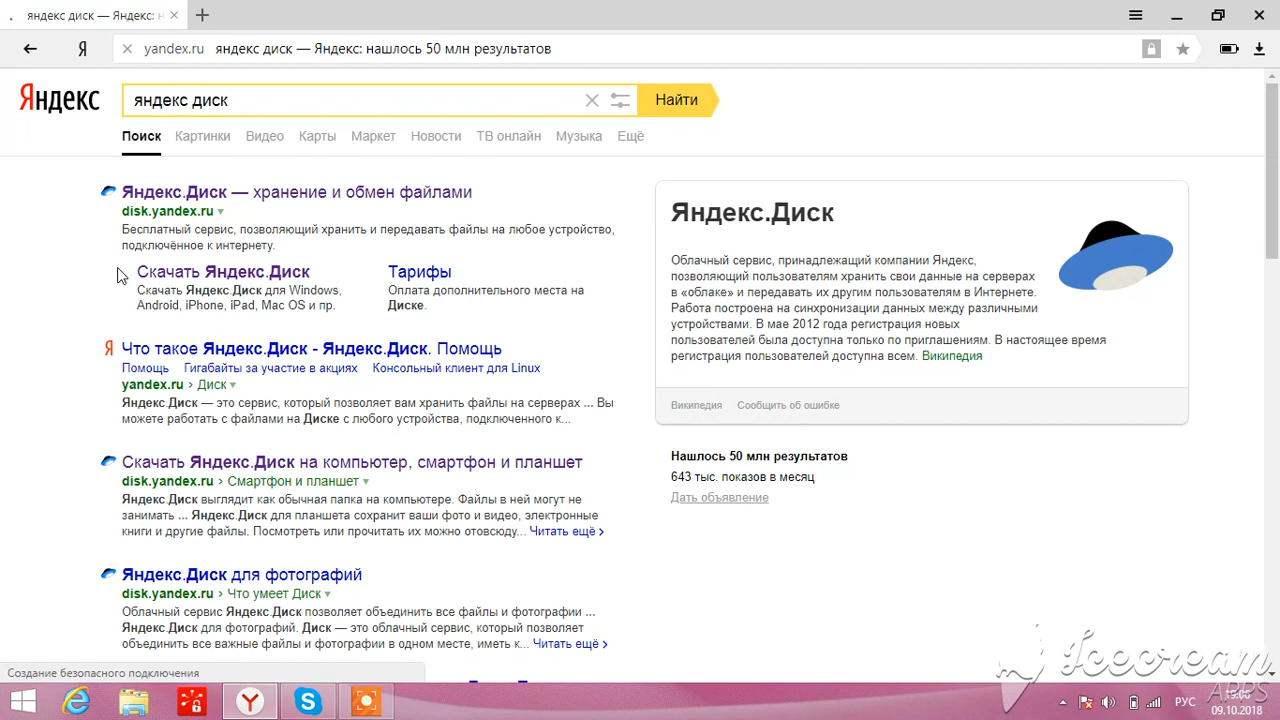 яндекс диск — Яндекс: н
yandex.ru яндекс диск — Яндекс: нашлось 50 млн результатов
Яндекс
яндекс диск
Найти
Поиск Картинки Видео Карты Маркет Новости ТВ онлайн Музыка Ещё
Яндекс.Диск — хранение и обмен файлами
disk.yandex.ru
Бесплатный сервис, позволяющий хранить и передавать файлы на любое устройство,
подключённое к интернету.
Скачать Яндекс.Диск
Скачать Яндекс.Диск для Windows,
Android, iPhone, iPad, Mac OS и пр.
Тарифы
Оплата дополнительного места на
Диске.
Что такое Яндекс.Диск - Яндекс.Диск. Помощь
Помощь Гигабайты за участие в акциях Консольный клиент для Linux
yandex.ru › Диск
Яндекс.Диск — это сервис, который позволяет вам хранить файлы на серверах ... Вы
можете работать с файлами на Диске с любого устройства, подключенного к...
Скачать Яндекс.Диск на компьютер, смартфон и планшет
disk.yandex.ru › Смартфон и планшет
Яндекс.Диск выглядит как обычная папка на компьютере. Файлы в ней могут не
занимать ... Яндекс.Диск для планшета сохранит ваши фото и видео, электронные
книги и другие файлы. Посмотреть или прочитать их можно отовсюду... Читать ещё ›
Яндекс.Диск для фотографий
disk.yandex.ru › Что умеет Диск
Облачный сервис Яндекс.Диск позволяет объединить все файлы и фотографии ...
Яндекс.Диск для фотографий. Диск — это облачный сервис, который позволяет
объединить все важные файлы и фотографии в одном месте, иметь к... Читать ещё ›
Яндекс.Диск
Облачный сервис, принадлежащий компании Яндекс,
позволяющий пользователям хранить свои данные на серверах
в «облаке» и передавать их другим пользователям в Интернете.
Работа построена на синхронизации данных между различными
устройствами. В мае 2012 года регистрация новых
пользователей была доступна только по приглашениям. В настоящее время
регистрация пользователей доступна всем. Википедия
Википедия Сообщить об ошибке
Нашлось 50 млн результатов
643 тыс. показов в месяц
Дать объявление
Создание безопасного подключения
Icecream
APPS
РУС
09.10.2018